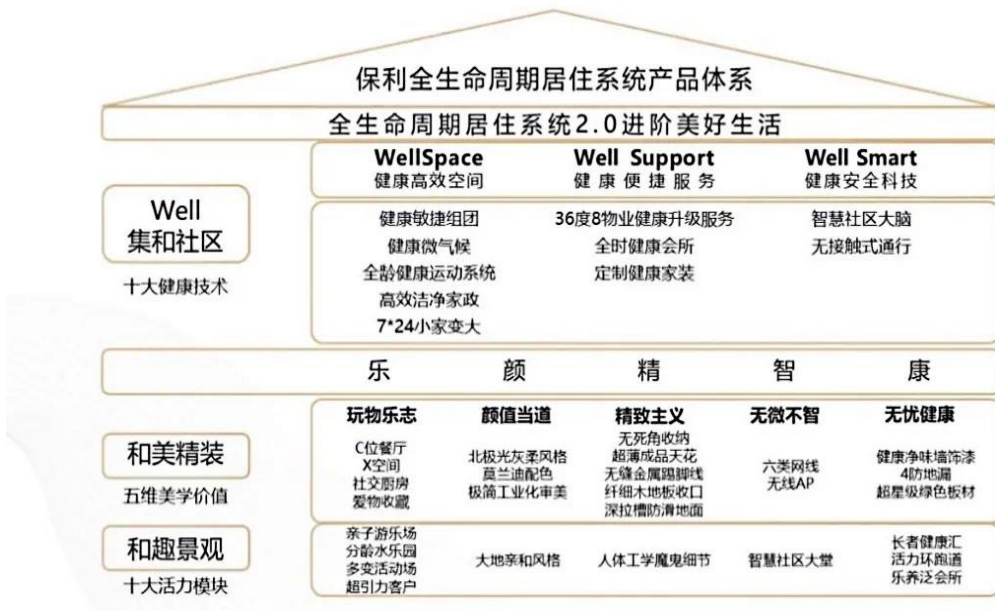 保利全生命周期居住系统产品体系
全生命周期居住系统2.0进阶美好生活
WellSpace
健康高效空间
Well Support
健康便捷服务
Well Smart
健康安全科技
Well
集和社区
十大健康技术
健康敏捷组团
健康微气候
全龄健康运动系统
高效洁净家政
7*24小家变大
36度8物业健康升级服务
全时健康会所
定制健康家装
智慧社区大脑
无接触式通行
乐 颜 精 智 康
和美精装
五维美学价值
玩物乐志
C位餐厅
X空间
社交厨房
爱物收藏
颜值当道
北极光灰柔风格
莫兰迪配色
极简工业化审美
精致主义
无死角收纳
超薄成品天花
无缝金属踢脚线
纤细木地板收口
深拉槽防滑地面
无微不智
六类网线
无线AP
无忧健康
健康净味墙饰漆
4防地漏
超星级绿色板材
和趣景观
十大活力模块
亲子游乐场
分龄水乐园
多变活动场
超引力客户
大地亲和风格
人体工学魔鬼细节
智慧社区大堂
长者健康汇
活力环跑道
乐养泛会所